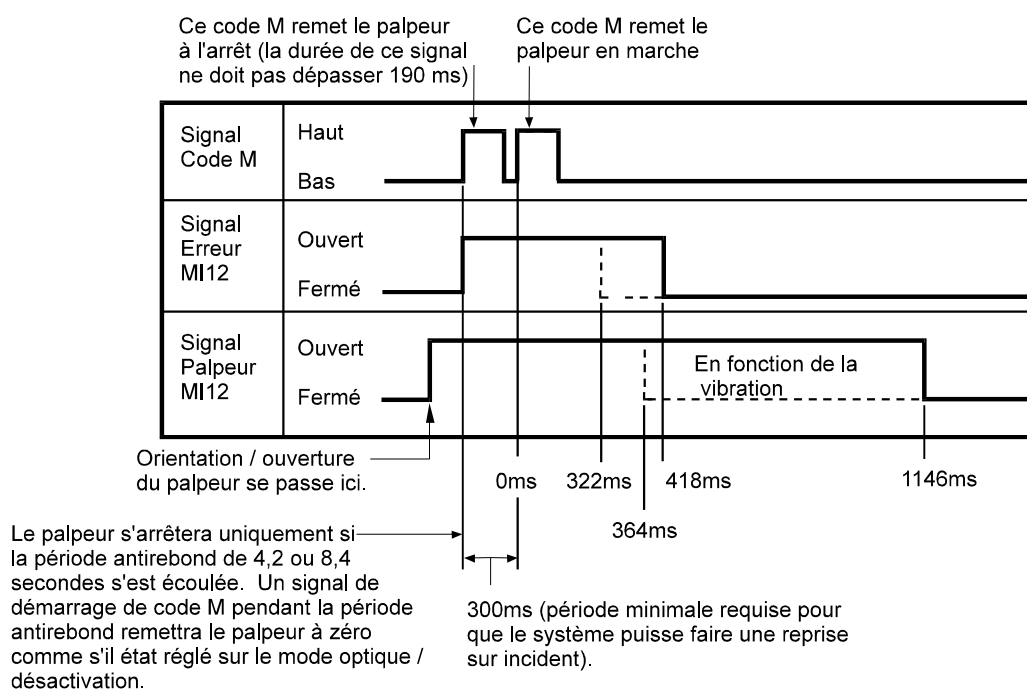 Ce code M remet le palpeur
à l'arrêt (la durée de ce signal
ne doit pas dépasser 190 ms)
Ce code M remet le
palpeur en marche
Signal
Code M
Haut
Bas
Signal
Erreur
MI12
Ouvert
Fermé
Signal
Palpeur
MI12
Ouvert
Fermé
En fonction de la
vibration
Orientation / ouverture
du palpeur se passe ici.
0ms
322ms
418ms
1146ms
364ms
Le palpeur s'arrêtera uniquement si
la période antirebond de 4,2 ou 8,4
secondes s'est écoulée. Un signal de
démarrage de code M pendant la période
antirebond remettra le palpeur à zéro
comme s'il état réglé sur le mode optique /
désactivation.
300ms (période minimale requise pour
que le système puisse faire une reprise
sur incident).